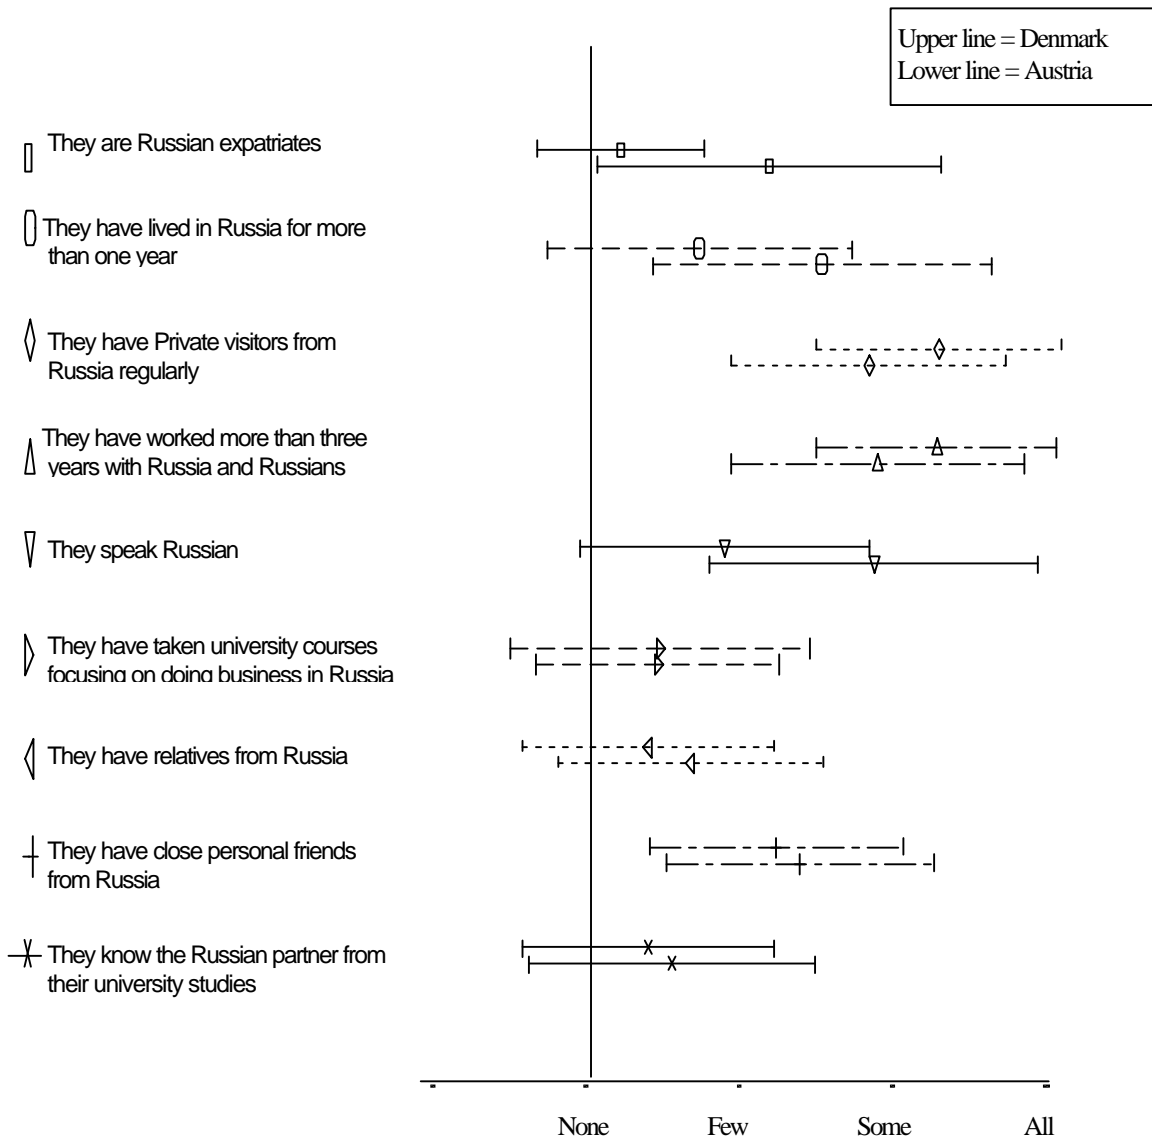 Upper line = Denmark
Lower line = Austria
They are Russian expatriates
They have lived in Russia for more
than one year
They have Private visitors from
Russia regularly
They have worked more than three
years with Russia and Russians
They speak Russian
They have taken university courses
focusing on doing business in Russia
They have relatives from Russia
They have close personal friends
from Russia
They know the Russian partner from
their university studies
None Few Some All